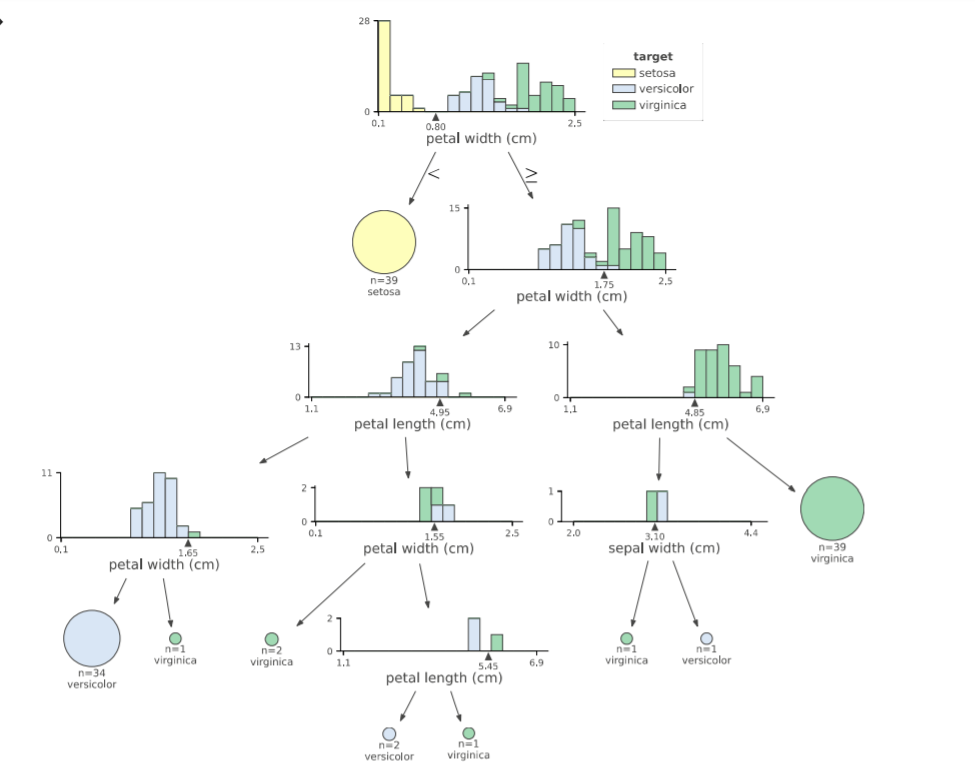 28
0
0.1
0.80
2.5
petal width (cm)
target
setosa
versicolor
virginica
<
≥
n=39
setosa
15
0
0,1
1.75
2,5
petal width (cm)
13
0
1.1
4,95
6.9
petal length (cm)
10
0
1,1
4.85
6,9
petal length (cm)
11
0
0,1
1.65
2.5
petal width (cm)
2
0
0.1
1.55
2.5
petal width (cm)
1
0
2.0
3.10
4.4
sepal width (cm)
n=39
virginica
n=34
versicolor
n=1
virginica
n=2
virginica
2
0
1.1
5.45
6.9
petal length (cm)
n=1
virginica
n=1
versicolor
n=2
versicolor
n=1
virginica